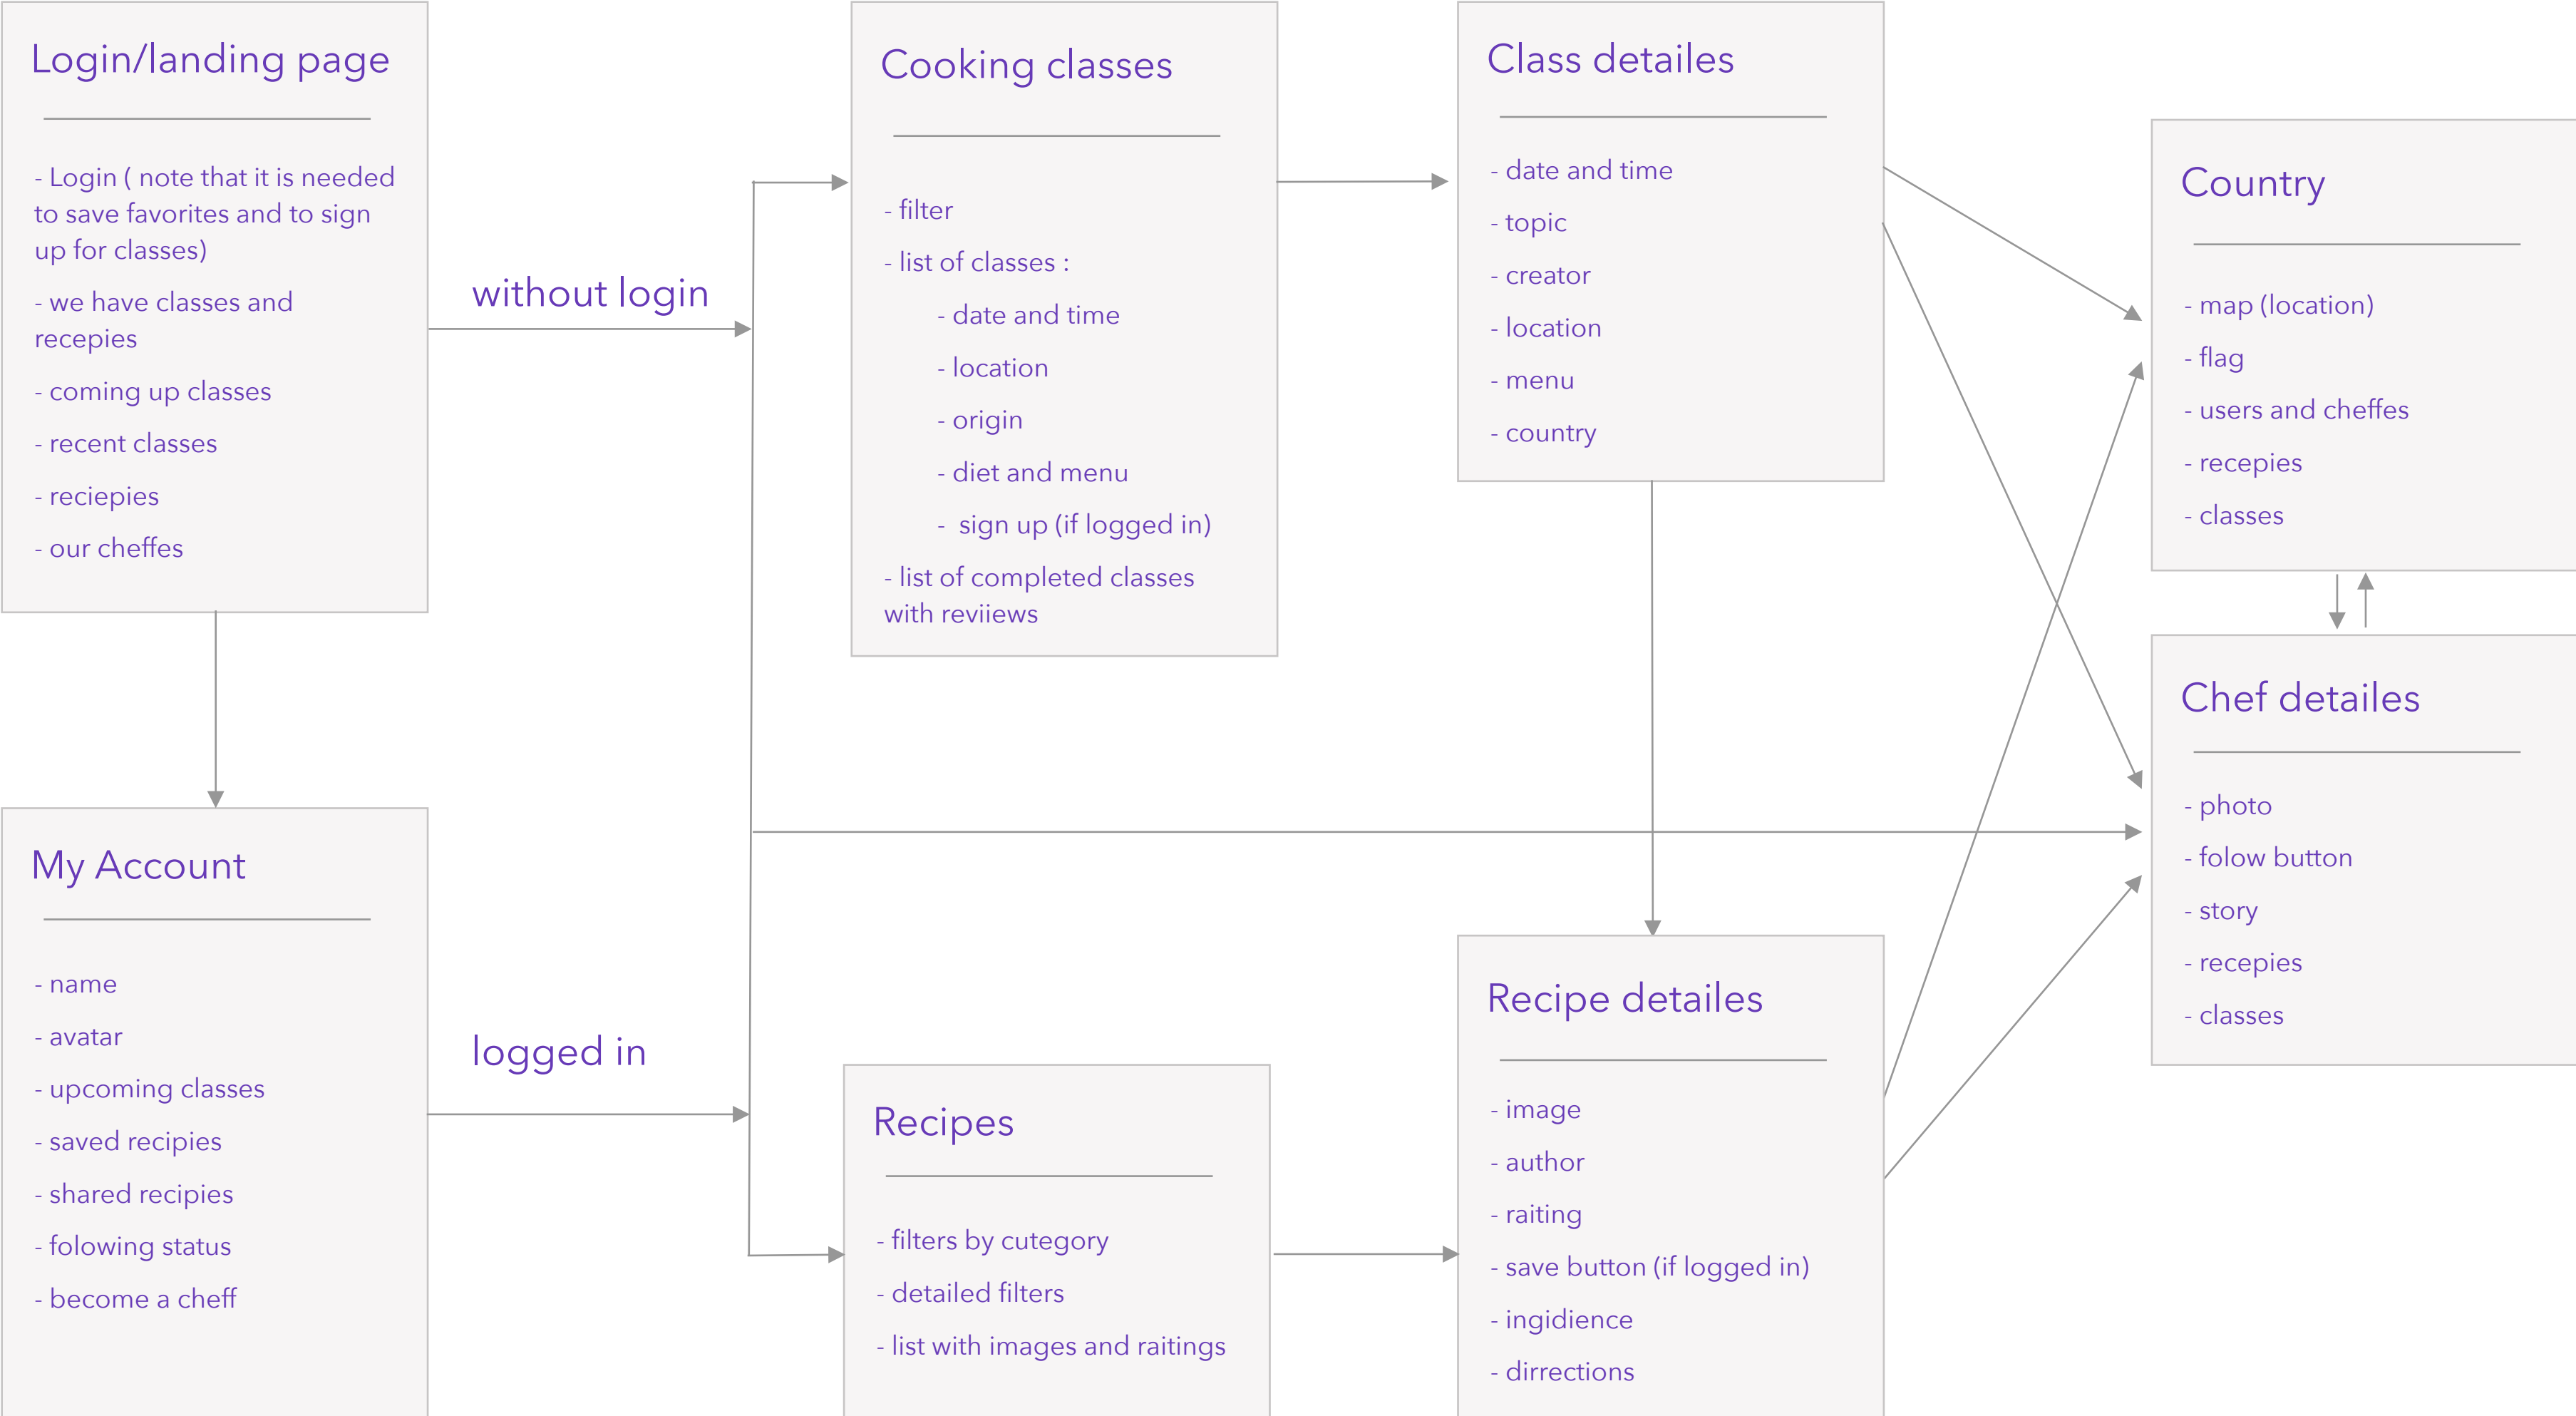 Login/landing page
- Login ( note that it is needed
to save favorites and to sign
up for classes)
- we have classes and
recepies
- coming up classes
- recent classes
- reciepies
- our cheffes
without login
My Account
- name
- avatar
- upcoming classes
- saved recipies
- shared recipies
- folowing status
- become a cheff
logged in
Cooking classes
- filter
- list of classes :
- date and time
- location
- origin
- diet and menu
- sign up (if logged in)
- list of completed classes
with reviiews
Recipes
- filters by cutegory
- detailed filters
- list with images and raitings
Class detailes
- date and time
- topic
- creator
- location
- menu
- country
Recipe detailes
- image
- author
- raiting
- save button (if logged in)
- ingidience
- dirrections
Country
- map (location)
- flag
- users and cheffes
- recepies
- classes
Chef detailes
- photo
- folow button
- story
- recepies
- classes